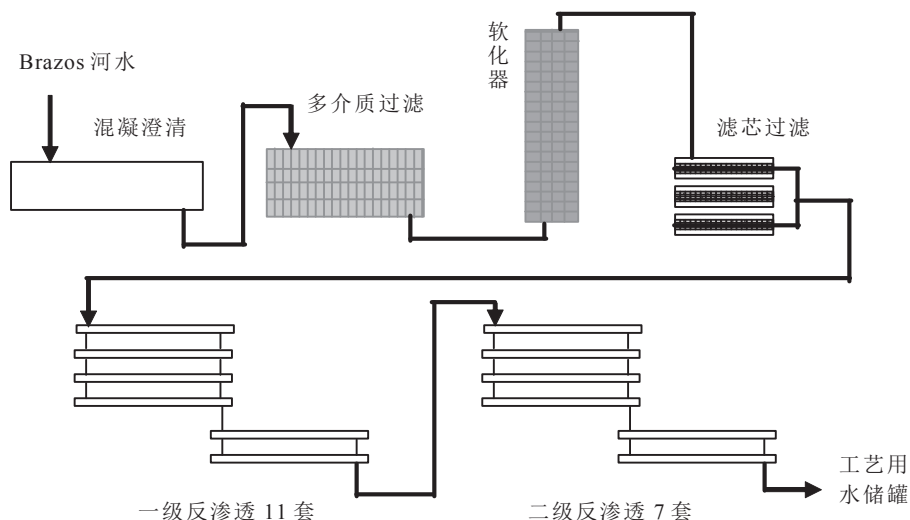 Brazos 河水
混凝澄清
多介质过滤
软
化
器
滤芯过滤
一级反渗透 11 套
二级反渗透 7 套
工艺用
水储罐